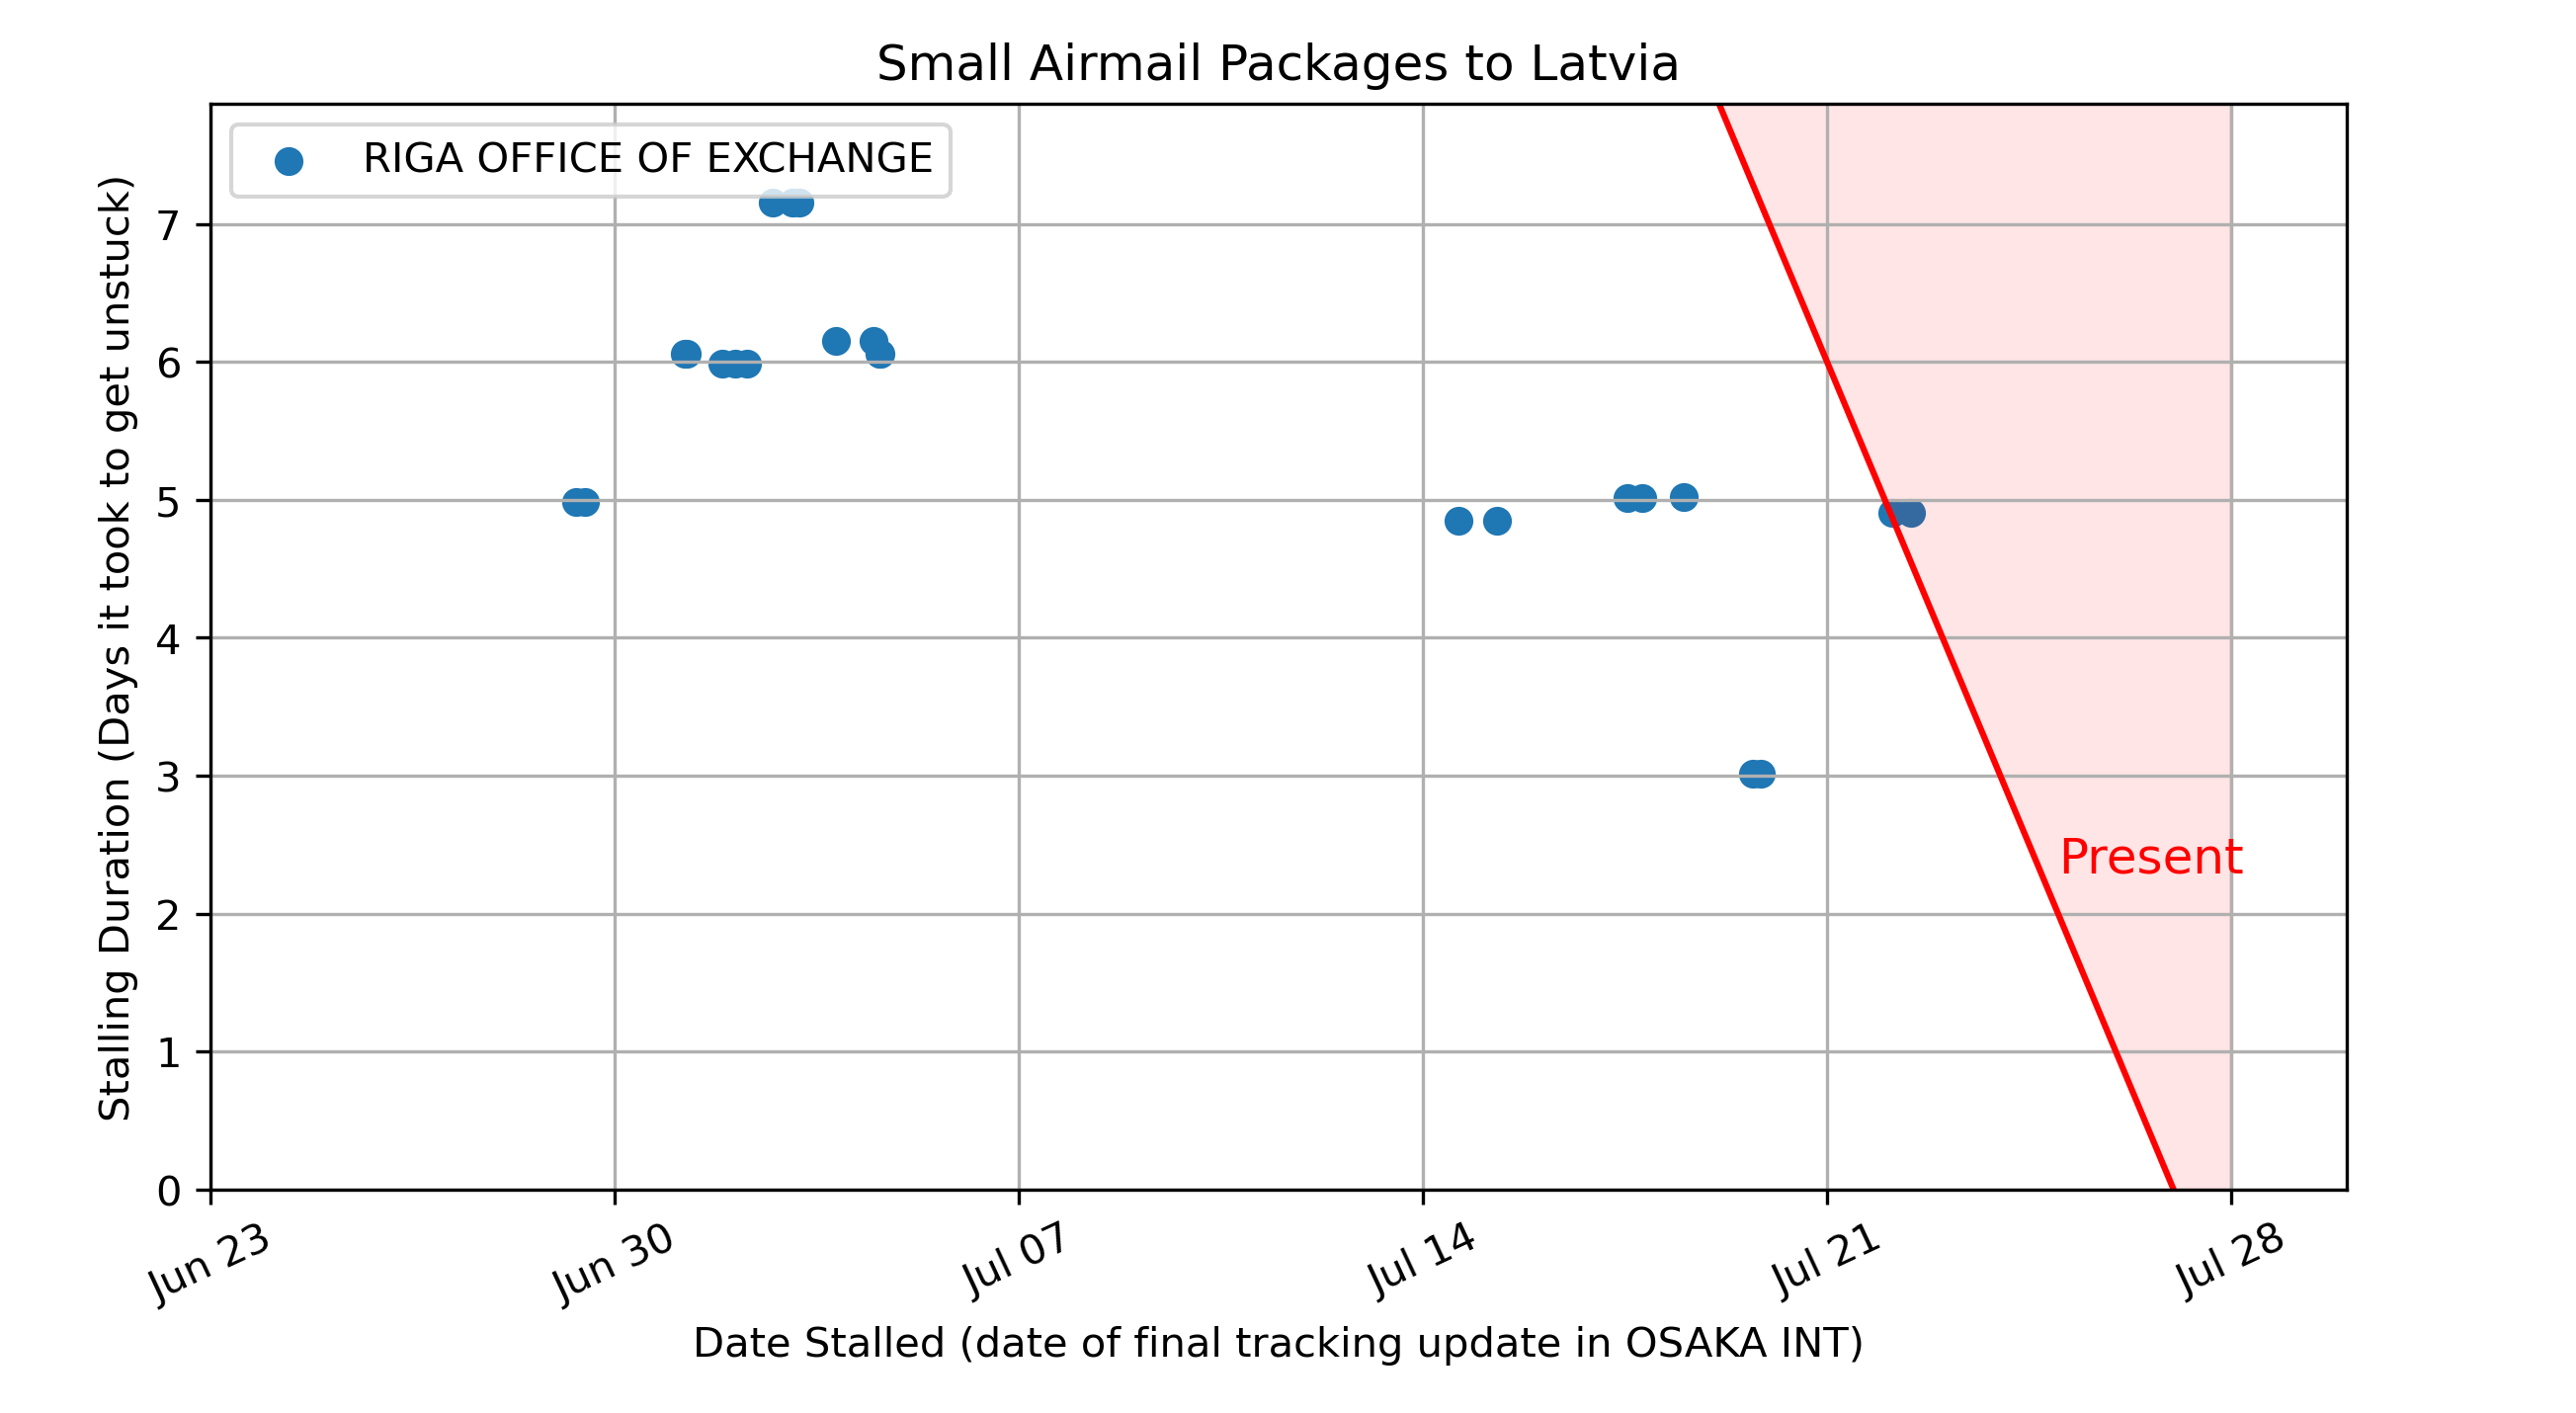 Small Airmail Packages to Latvia
RIGA OFFICE OF EXCHANGE
Stalling Duration (Days it took to get unstuck)
7
6
5
4
3
2
1
0
Present
Jun 23
Jun 30
Jul 07
Jul 14
Jul 21
Jul 28
Date Stalled (date of final tracking update in OSAKA INT)